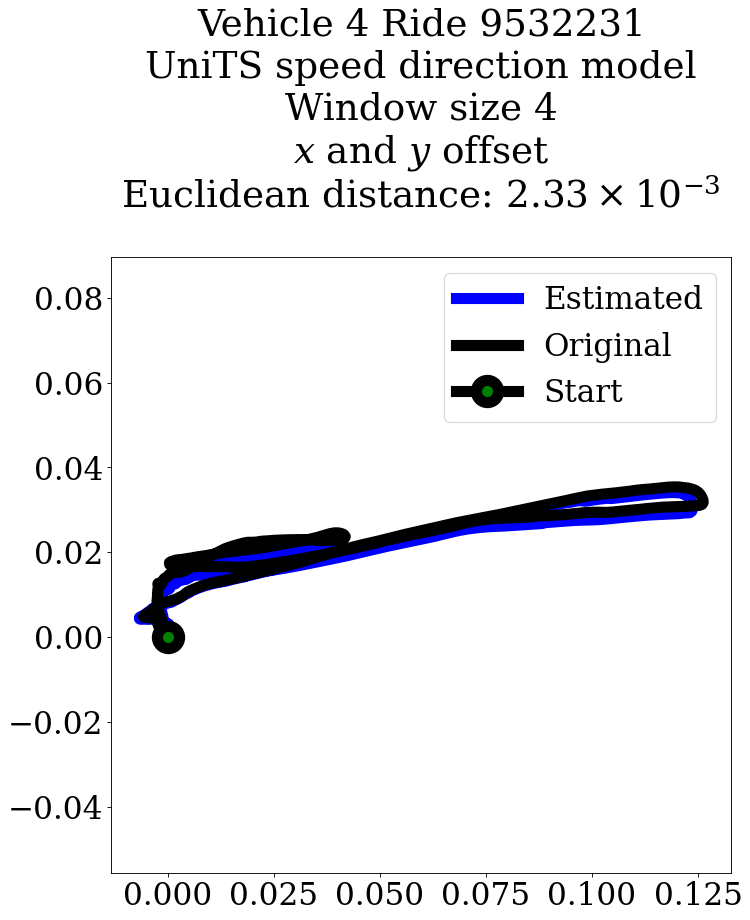 Vehicle 4 Ride 9532231
UniTS speed direction model
Window size 4
x and y offset
Euclidean distance: 2.33 × 10⁻³
Estimated
Original
Start
0.08
0.06
0.04
0.02
0.00
−0.02
−0.04
0.000 0.025 0.050 0.075 0.100 0.125